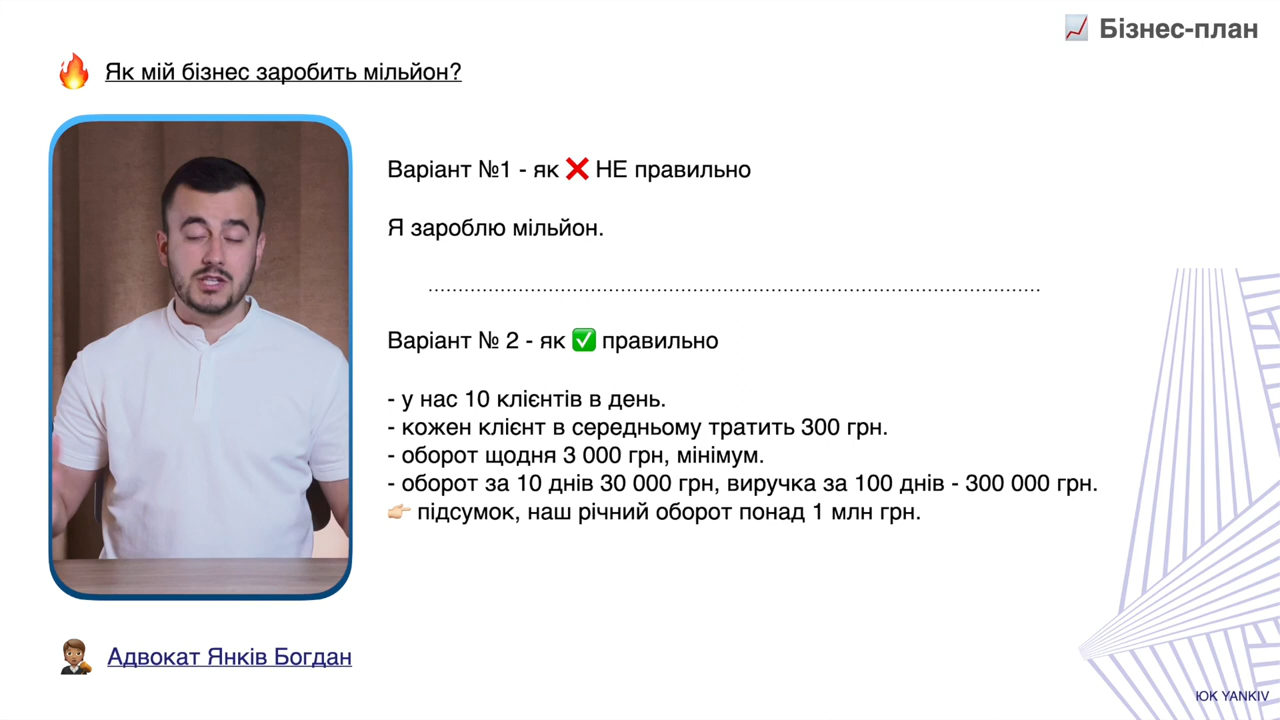 📈 Бізнес-план
🔥 Як мій бізнес заробить мільйон?
Варіант №1 - як ❌ НЕ правильно
Я зароблю мільйон.
Варіант № 2 - як ✅ правильно
- у нас 10 клієнтів в день.
- кожен клієнт в середньому тратить 300 грн.
- оборот щодня 3 000 грн, мінімум.
- оборот за 10 днів 30 000 грн, виручка за 100 днів - 300 000 грн.
👉🏻 підсумок, наш річний оборот понад 1 млн грн.
Адвокат Янків Богдан
ЮК YANKIV